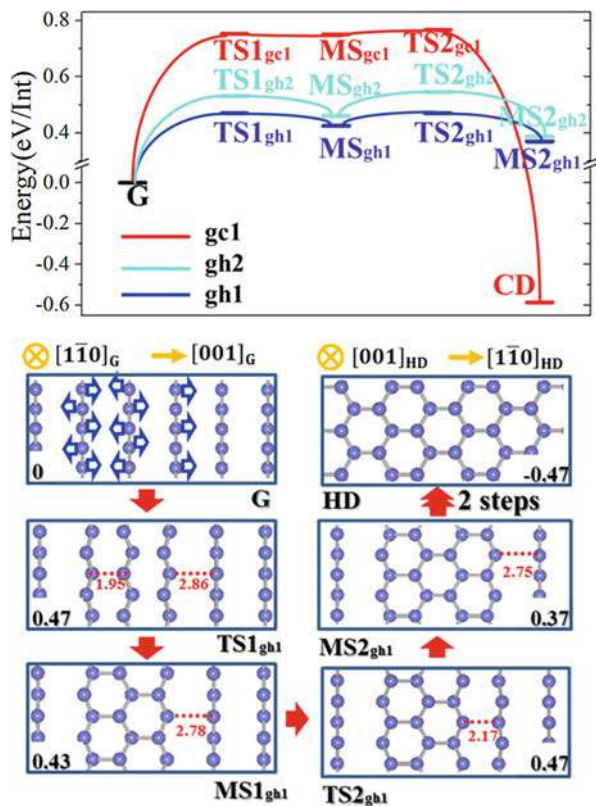 Energy(eV/Int)
0.8
0.6
0.4
0.0
-0.2
-0.4
-0.6
TS1gc1 MSgc1 TS2gc1
TS1gh2 MSgh2 TS2gh2
MS2gh2
TS1gh1 MSgh1 TS2gh1
MS2gh1
G
gc1
gh2
gh1
CD
⊗ [11̅0]G → [001]G
0
G
1.95 2.86
0.47
TS1gh1
2.78
0.43
MS1gh1
⊗ [001]HD → [11̅0]HD
-0.47
HD 2 steps
2.75
0.37
MS2gh1
2.17
0.47
TS2gh1